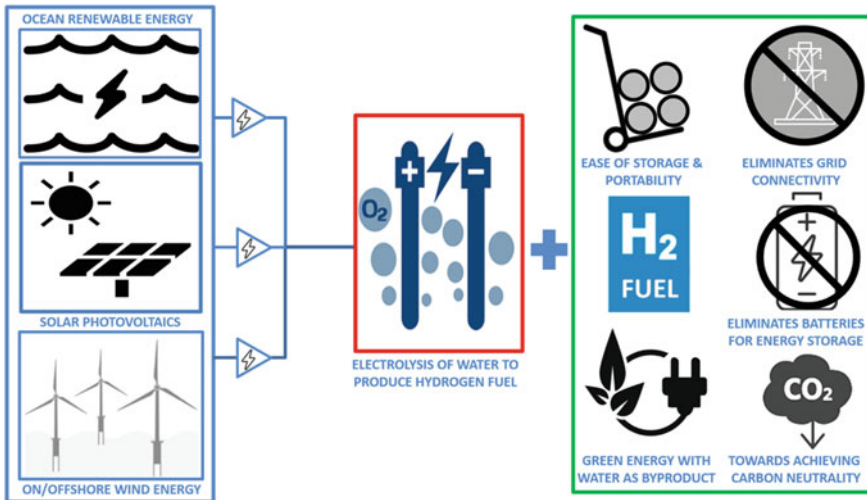 OCEAN RENEWABLE ENERGY
SOLAR PHOTOVOLTAICS
ON/OFFSHORE WIND ENERGY
+
−
O₂
ELECTROLYSIS OF WATER TO
PRODUCE HYDROGEN FUEL
EASE OF STORAGE &
PORTABILITY
ELIMINATES GRID
CONNECTIVITY
H₂
FUEL
+
−
ELIMINATES BATTERIES
FOR ENERGY STORAGE
GREEN ENERGY WITH
WATER AS BYPRODUCT
CO₂
TOWARDS ACHIEVING
CARBON NEUTRALITY